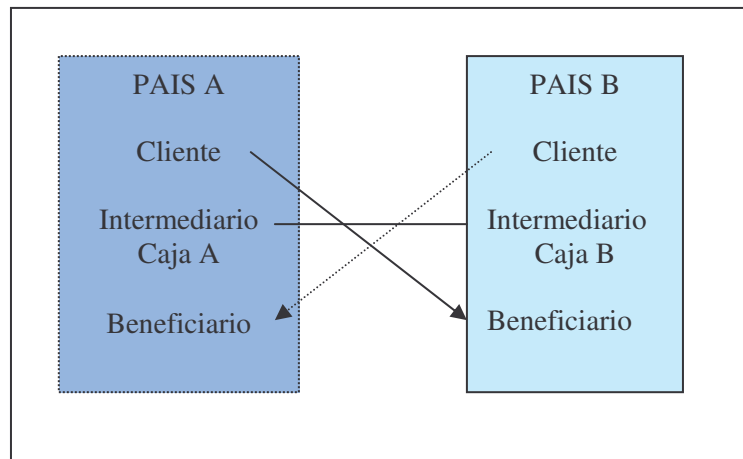 PAIS A
Cliente
Intermediario
Caja A
Beneficiario
PAIS B
Cliente
Intermediario
Caja B
Beneficiario